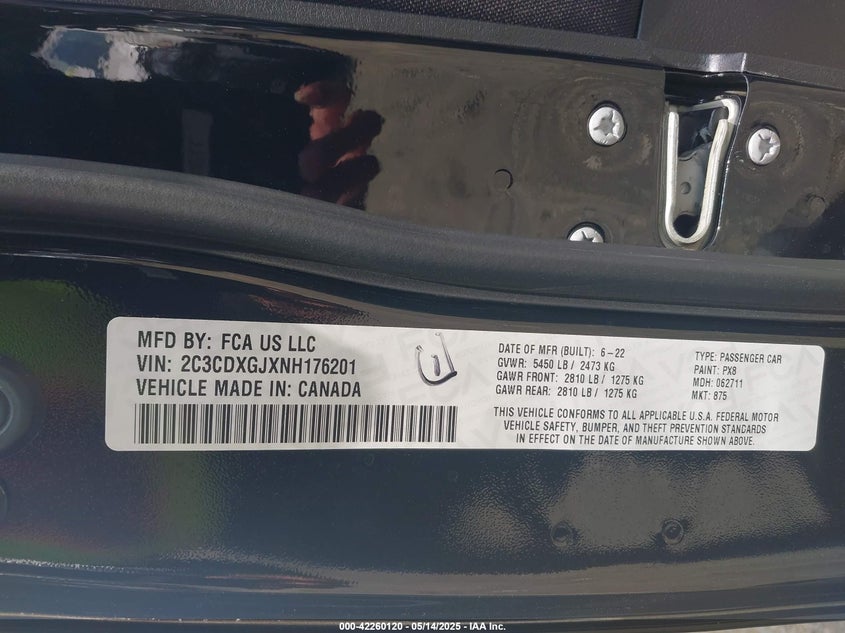 MFD BY: FCA US LLC
VIN: 2C3CDXGJXNH176201
VEHICLE MADE IN: CANADA
DATE OF MFR (BUILT): 6-22
GVWR: 5450 LB / 2473 KG
GAWR FRONT: 2810 LB / 1275 KG
GAWR REAR: 2810 LB / 1275 KG
TYPE: PASSENGER CAR
PAINT: PX8
MDH: 062711
MKT: 875
THIS VEHICLE CONFORMS TO ALL APPLICABLE U.S.A. FEDERAL MOTOR
VEHICLE SAFETY, BUMPER, AND THEFT PREVENTION STANDARDS
IN EFFECT ON THE DATE OF MANUFACTURE SHOWN ABOVE.
000-42260120 - 05/14/2025 - IAA Inc.